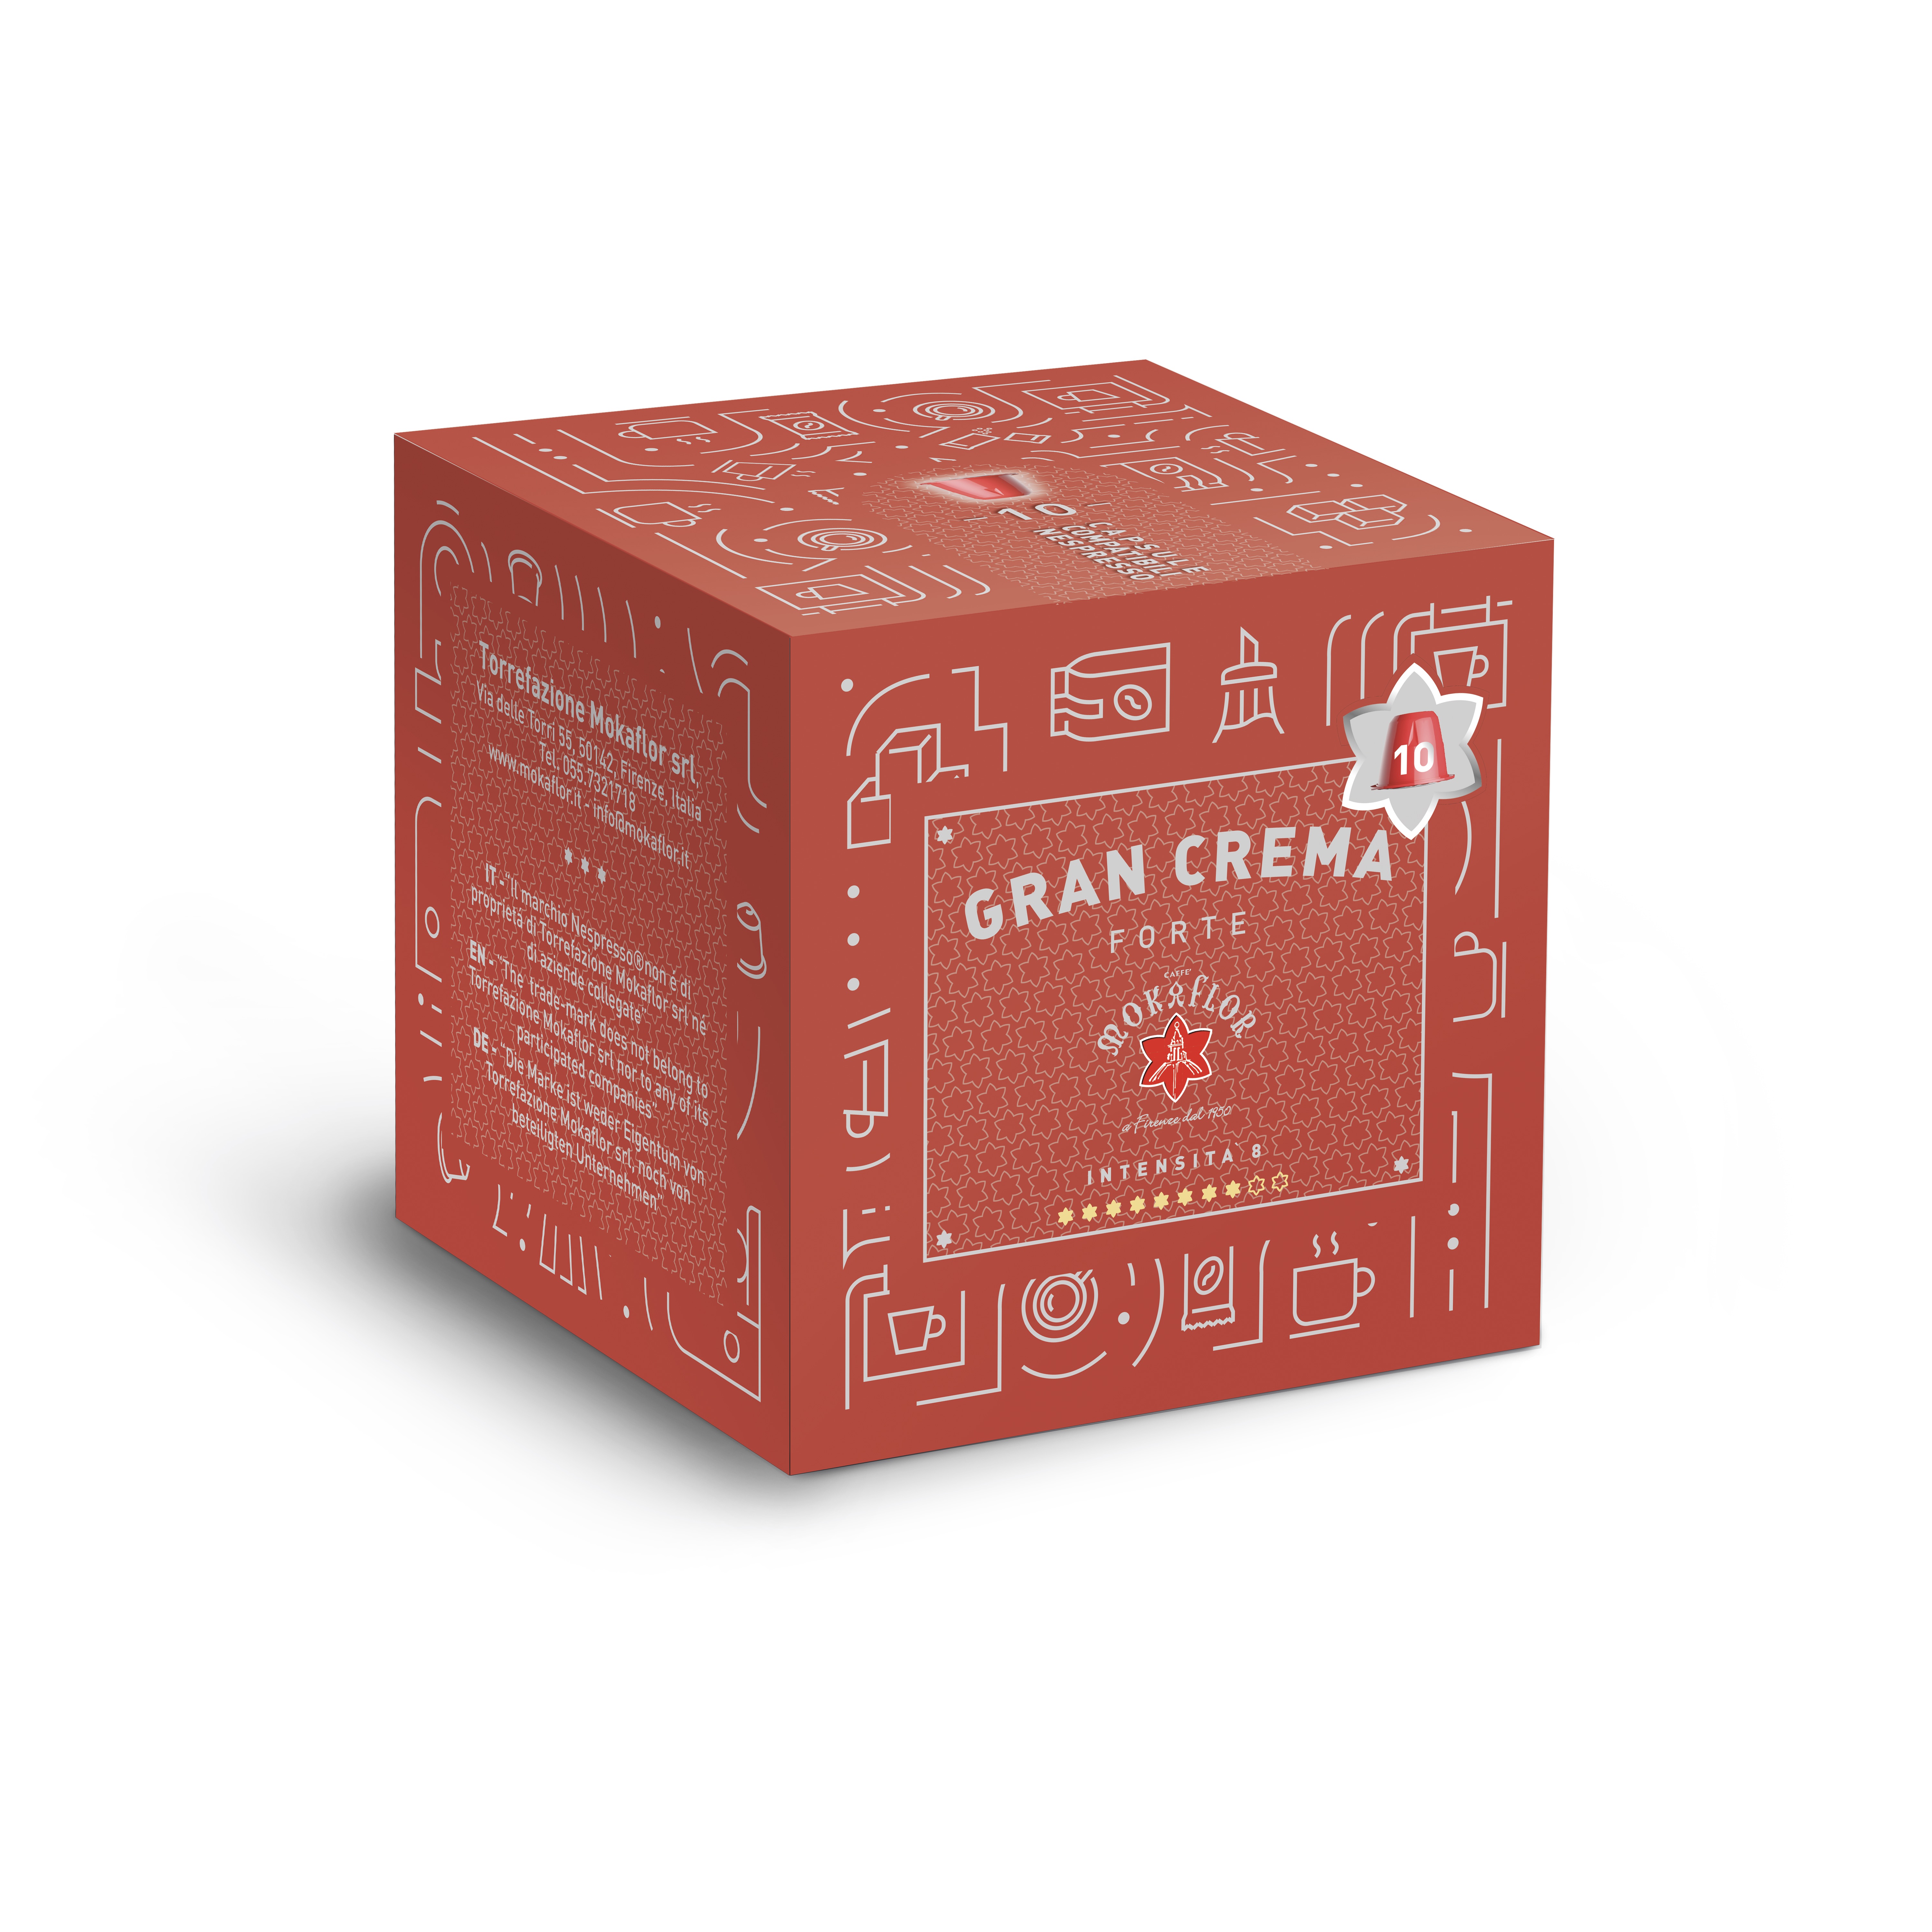 10
CAPSULE
COMPATIBILI
NESPRESSO
Torrefazione Mokaflor srl
Via delle Torri 55, 50142, Firenze, Italia
Tel. 055.7321718
www.mokaflor.it - info@mokaflor.it
IT - "Il marchio Nespresso®non è di
proprietà di Torrefazione Mokaflor srl né
di aziende collegate"
EN - "The trade-mark does not belong to
Torrefazione Mokaflor srl nor to any of its
participated companies"
DE - "Die Marke ist weder Eigentum von
Torrefazione Mokaflor srl, noch von
beteiligten Unternehmen"
10
GRAN CREMA
FORTE
CAFFE'
MOKAFLOR
a Firenze dal 1950
INTENSITÀ 8